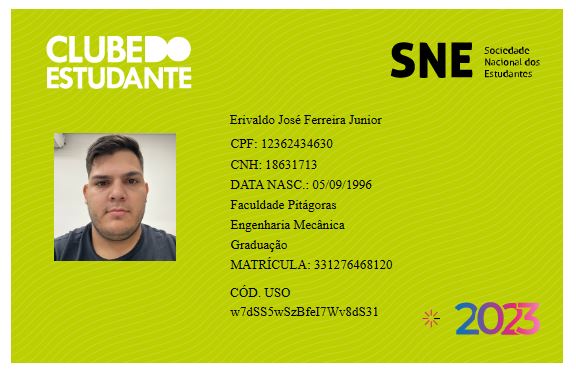 CLUBE DO
ESTUDANTE
SNE
Sociedade
Nacional dos
Estudantes
Erivaldo José Ferreira Junior
CPF: 12362434630
CNH: 18631713
DATA NASC.: 05/09/1996
Faculdade Pitágoras
Engenharia Mecânica
Graduação
MATRÍCULA: 331276468120
CÓD. USO
w7dSS5wSzBfeI7Wv8dS31
2023